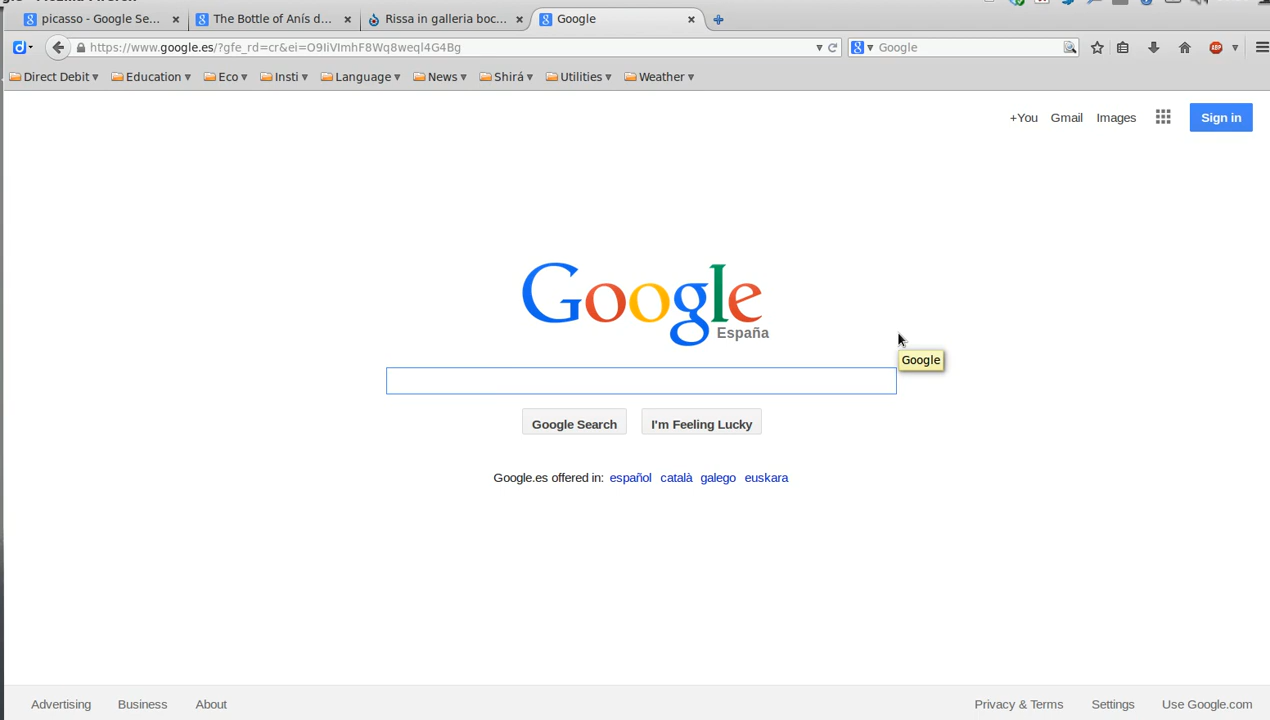 picasso - Google Se...
The Bottle of Anís d...
Rissa in galleria boc...
Google
https://www.google.es/?gfe_rd=cr&ei=O9IiVImhF8Wq8weql4G4Bg
Google
Direct Debit
Education
Eco
Insti
Language
News
Shirá
Utilities
Weather
+You Gmail Images
Sign in
Google
España
Google
Google Search
I'm Feeling Lucky
Google.es offered in: español català galego euskara
Advertising Business About
Privacy & Terms Settings Use Google.com